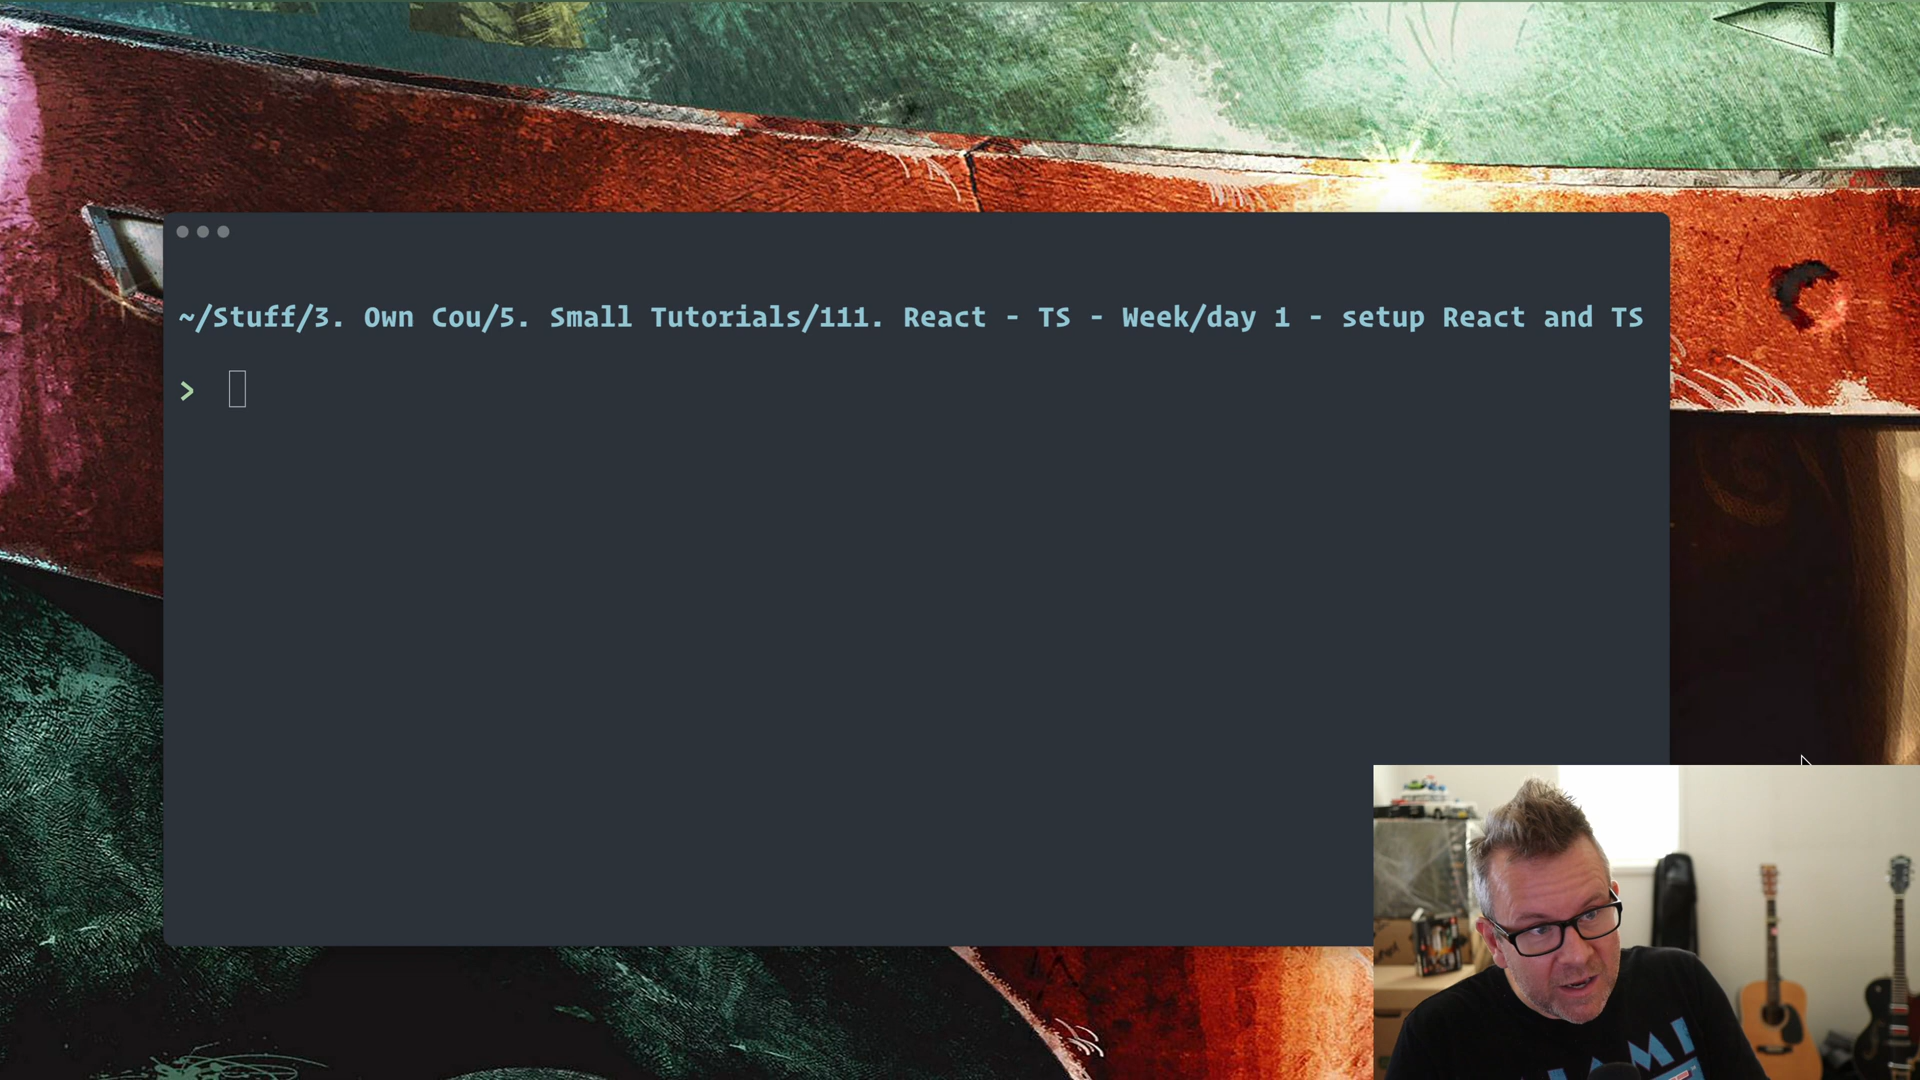 ~/Stuff/3. Own Cou/5. Small Tutorials/111. React - TS - Week/day 1 - setup React and TS
>